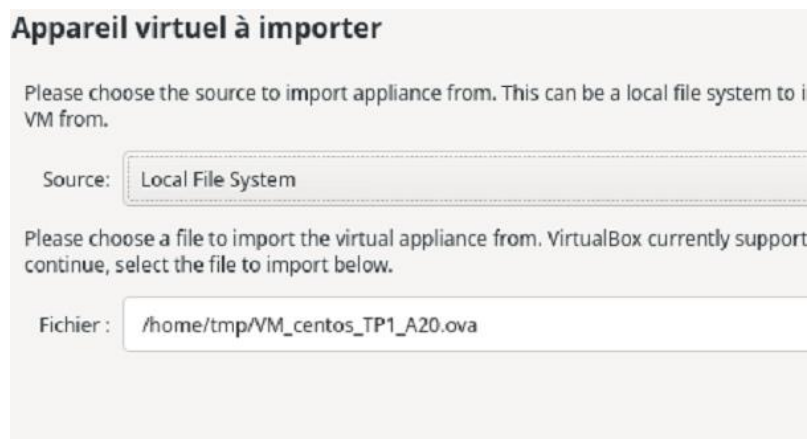 Appareil virtuel à importer
Please choose the source to import appliance from. This can be a local file system to i
VM from.
Source: Local File System
Please choose a file to import the virtual appliance from. VirtualBox currently support
continue, select the file to import below.
Fichier : /home/tmp/VM_centos_TP1_A20.ova